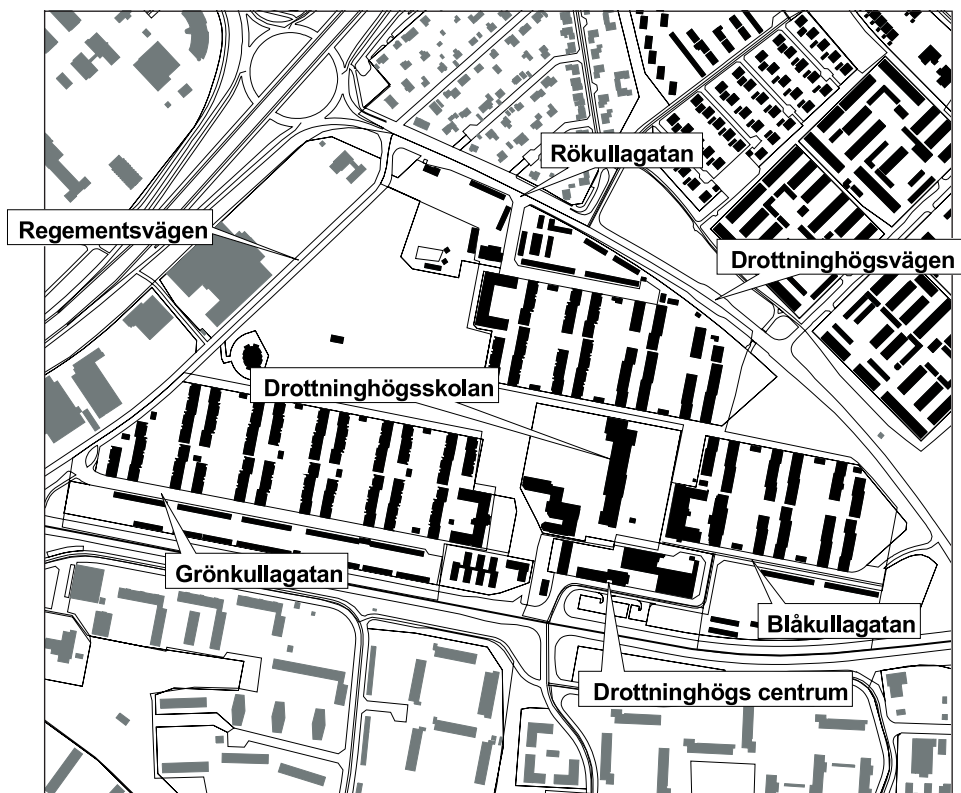 Rökullagatan
Regementsvägen
Drottninghögsvägen
Drottninghögsskolan
Grönkullagatan
Blåkullagatan
Drottninghögs centrum